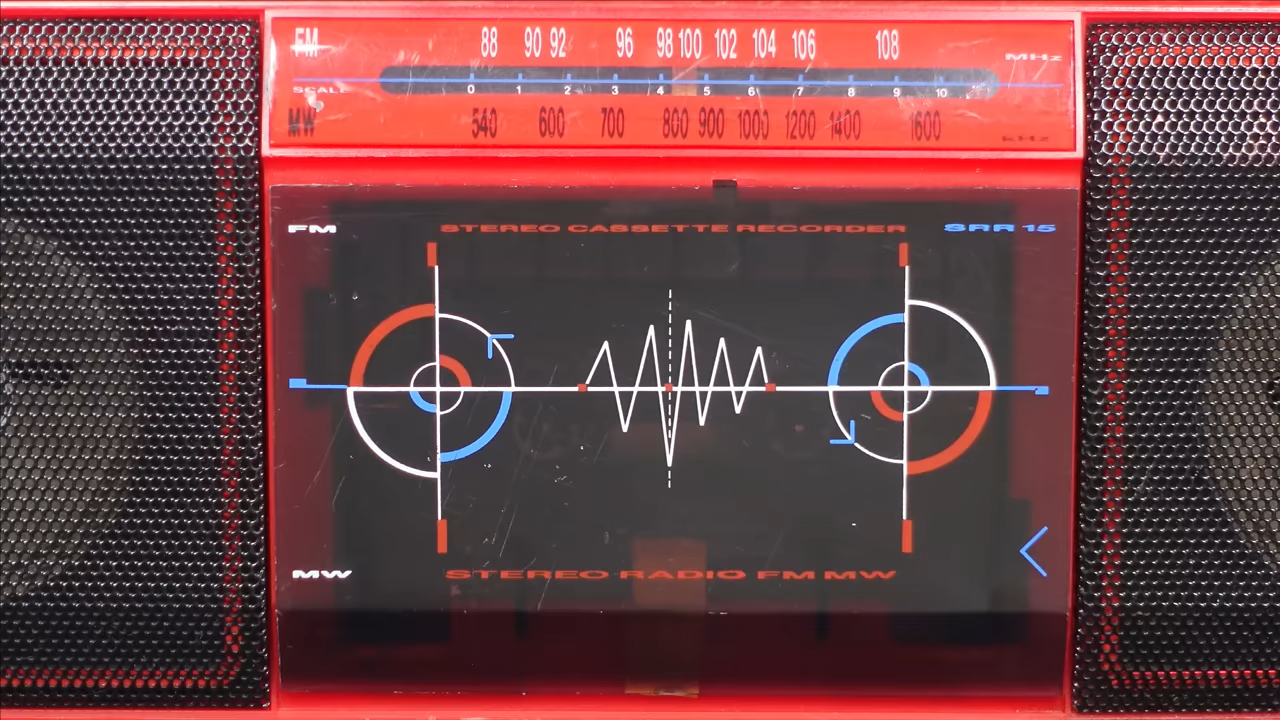 FM 88 90 92 96 98 100 102 104 106 108 MHz
SCALE 0 1 2 3 4 5 6 7 8 9 10
MW 540 600 700 800 900 1000 1200 1400 1600 kHz
FM STEREO CASSETTE RECORDER SRR 15
MW STEREO RADIO FM MW